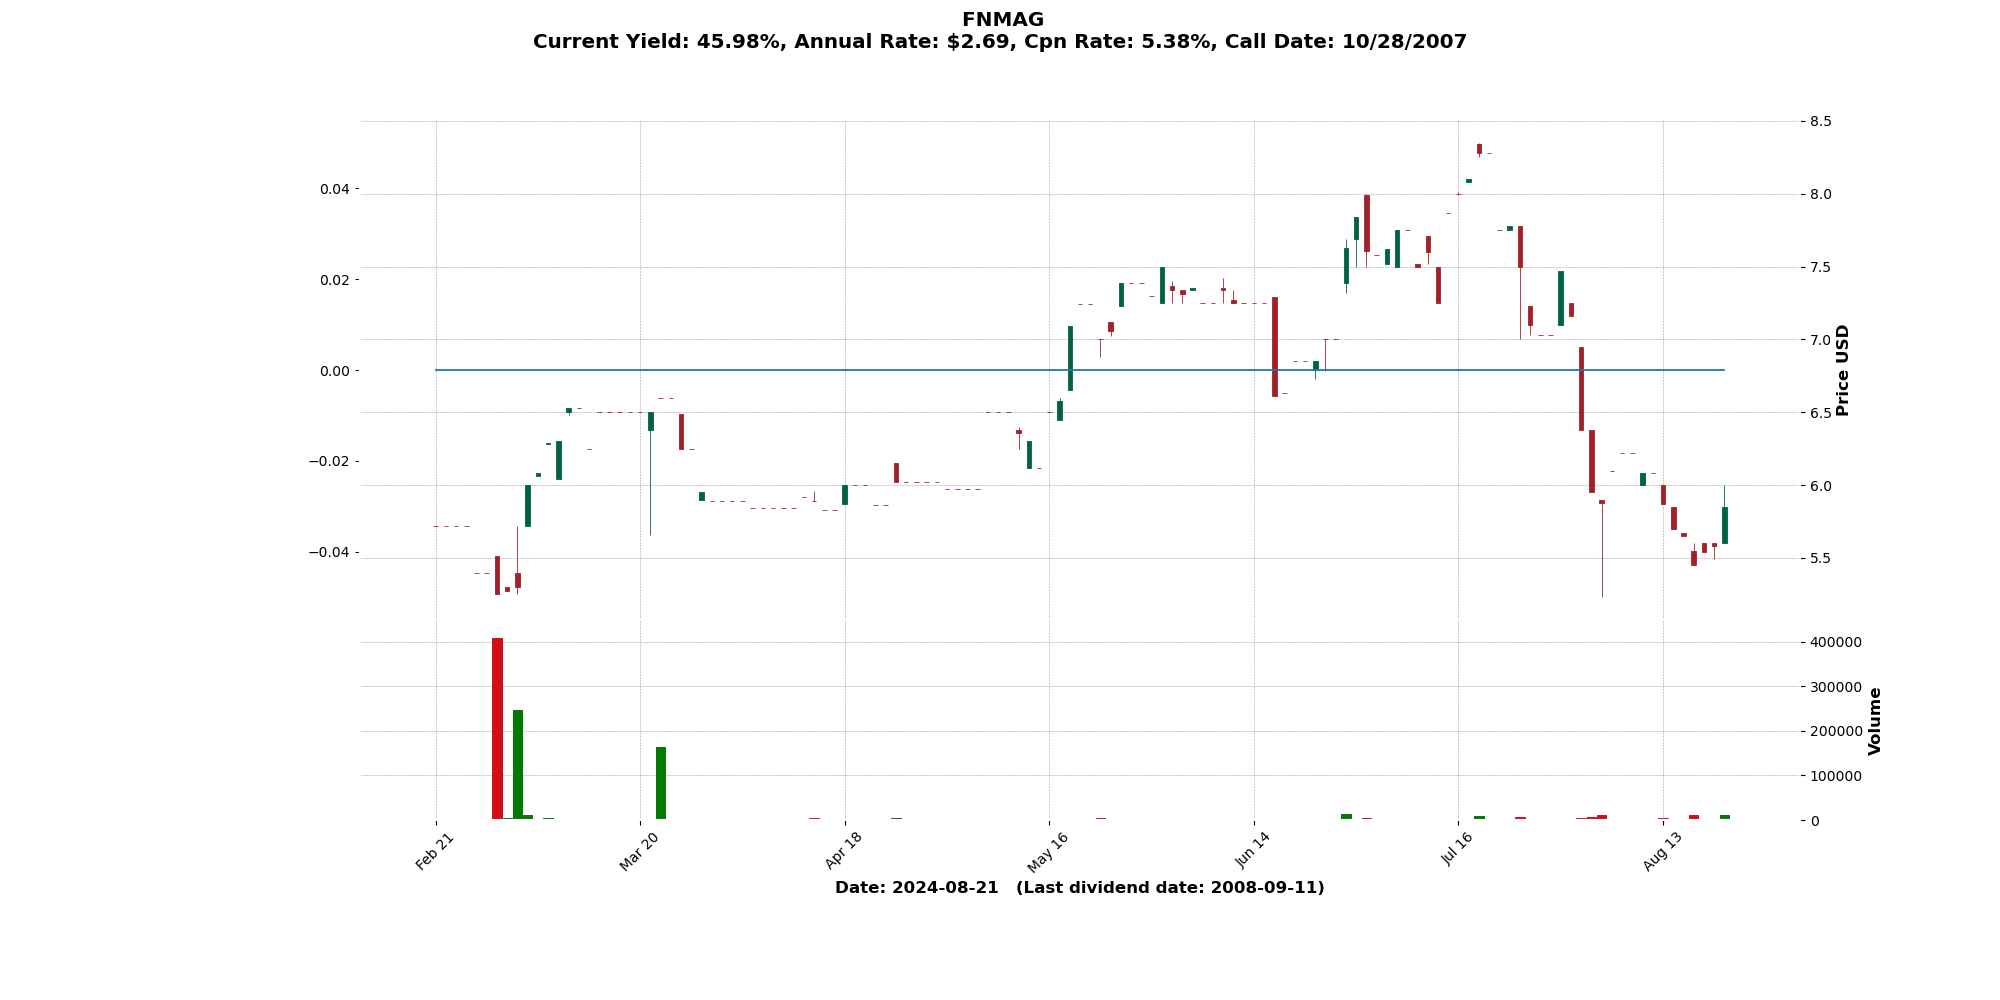 FNMAG
Current Yield: 45.98%, Annual Rate: $2.69, Cpn Rate: 5.38%, Call Date: 10/28/2007
0.04
0.02
0.00
−0.02
−0.04
8.5
8.0
7.5
7.0
6.5
6.0
5.5
Price USD
400000
300000
200000
100000
0
Volume
Feb 21
Mar 20
Apr 18
May 16
Jun 14
Jul 16
Aug 13
Date: 2024-08-21 (Last dividend date: 2008-09-11)